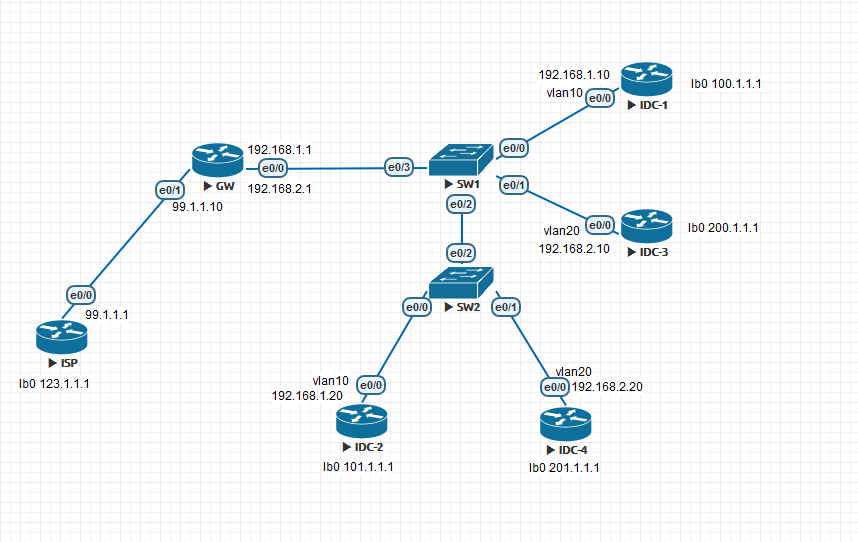 192.168.1.10
vlan10
e0/0
IDC-1
lb0 100.1.1.1
192.168.1.1
e0/0
192.168.2.1
GW
e0/1
99.1.1.10
e0/3
SW1
e0/0
e0/1
e0/2
vlan20
192.168.2.10
e0/0
IDC-3
lb0 200.1.1.1
e0/2
SW2
e0/0
e0/1
e0/0
99.1.1.1
ISP
lb0 123.1.1.1
vlan10
192.168.1.20
e0/0
IDC-2
lb0 101.1.1.1
vlan20
e0/0
192.168.2.20
IDC-4
lb0 201.1.1.1